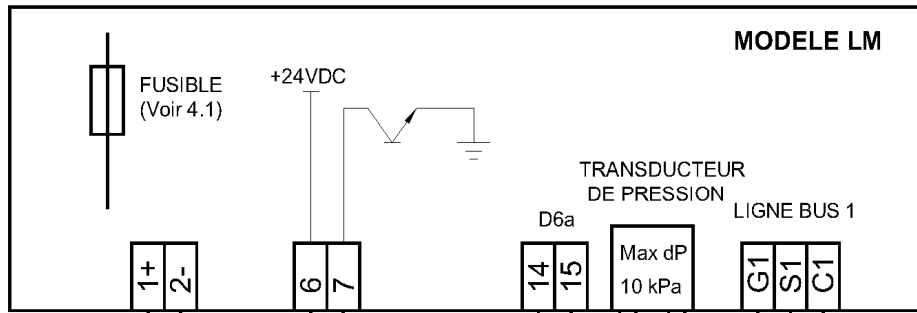 MODELE LM
FUSIBLE
(Voir 4.1)
+24VDC
TRANSDUCTEUR
DE PRESSION
D6a
LIGNE BUS 1
1+
2-
6
7
14
15
Max dP
10 kPa
G1
S1
C1